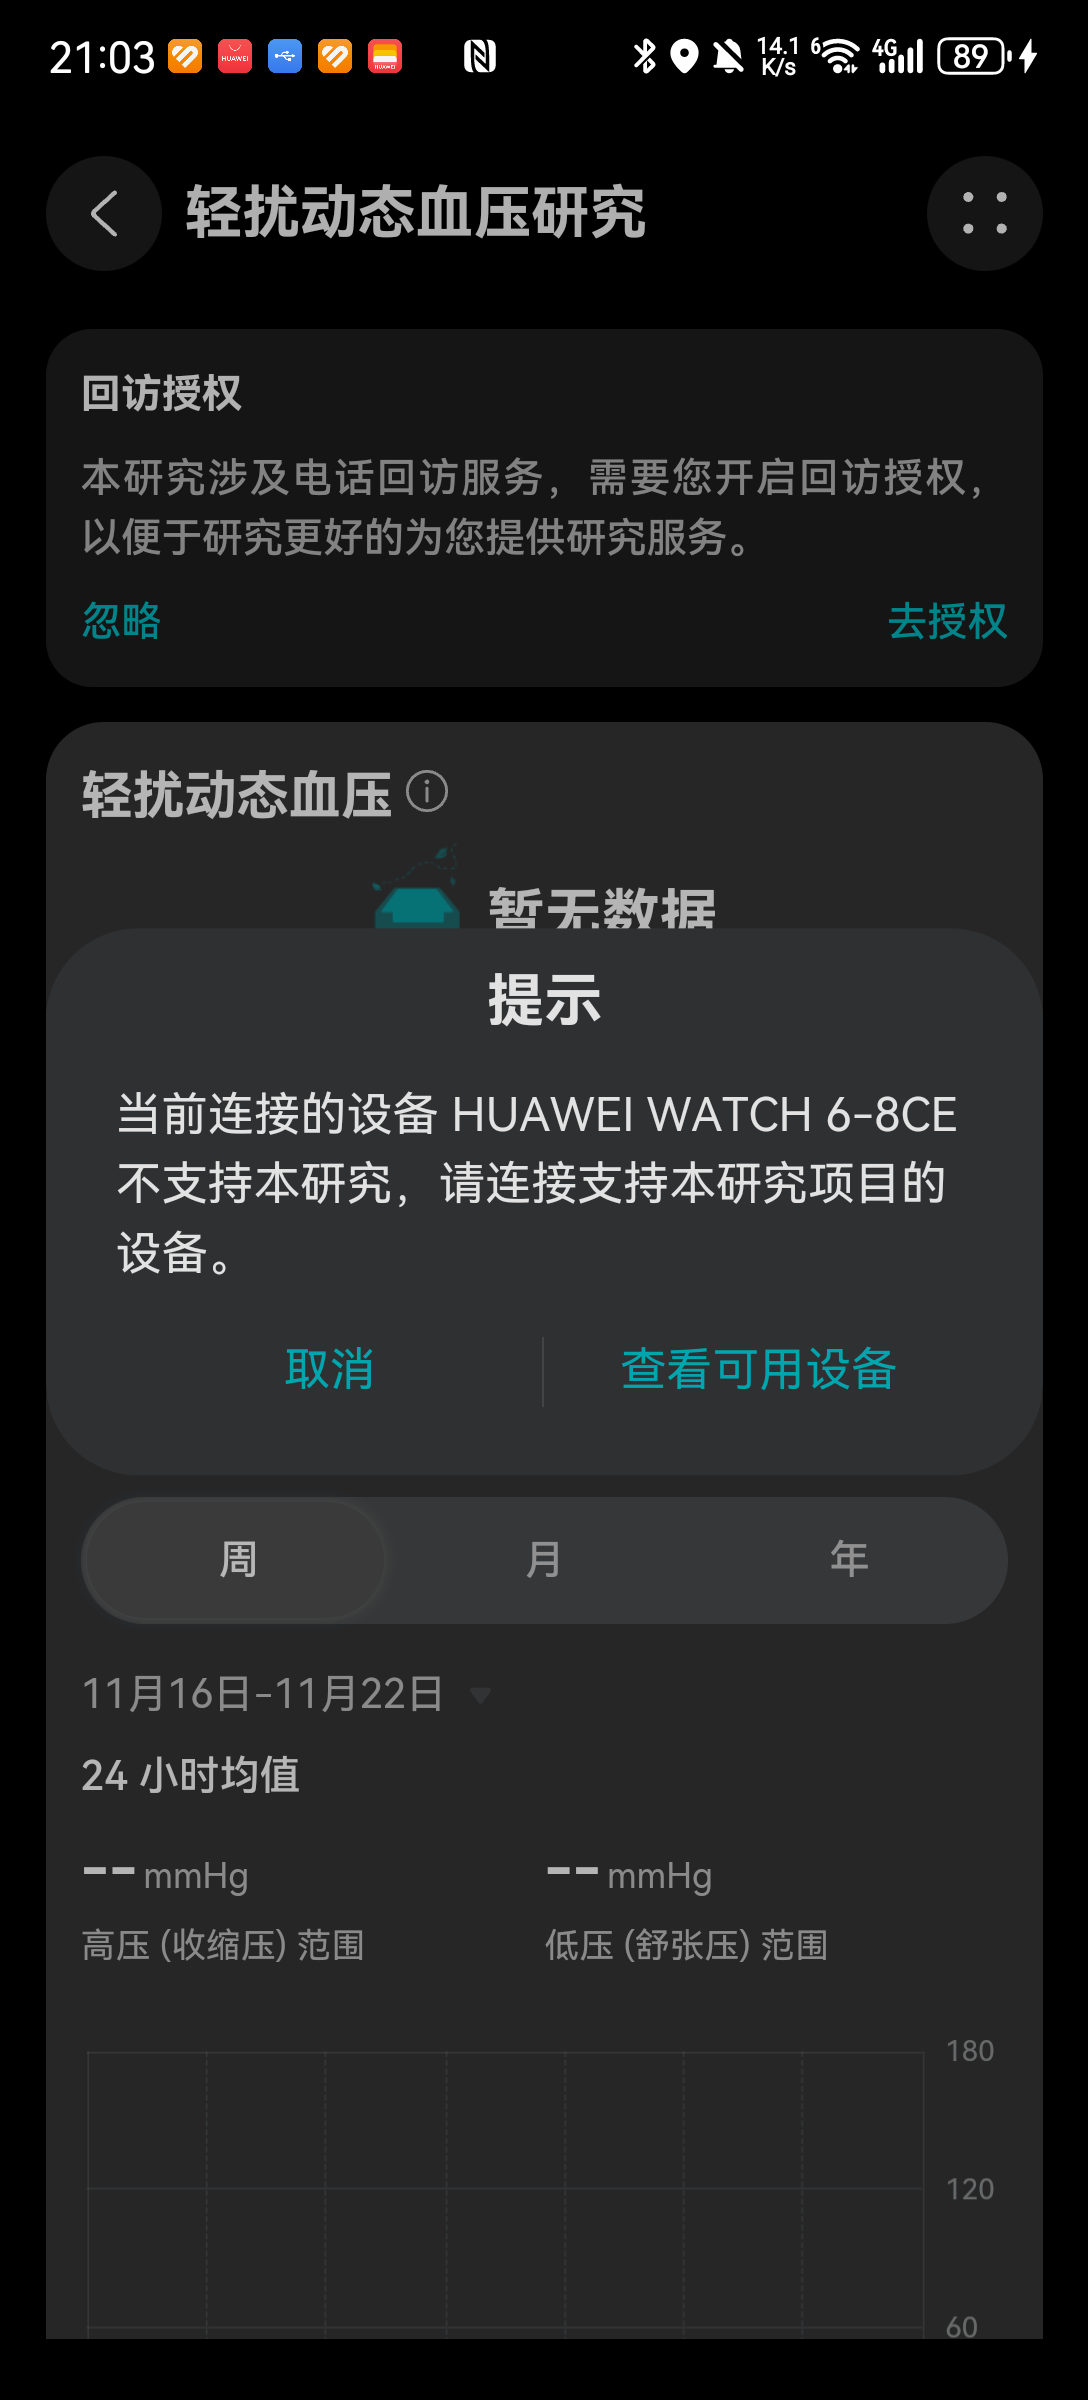 21:03
HUAWEI
HUAWEI
14.1
K/s
6
4G
89
轻扰动态血压研究
回访授权
本研究涉及电话回访服务，需要您开启回访授权，
以便于研究更好的为您提供研究服务。
忽略
去授权
轻扰动态血压
暂无数据
提示
当前连接的设备 HUAWEI WATCH 6-8CE
不支持本研究，请连接支持本研究项目的
设备。
取消
查看可用设备
周
月
年
11月16日-11月22日
24 小时均值
-- mmHg
-- mmHg
高压 (收缩压) 范围
低压 (舒张压) 范围
180
120
60